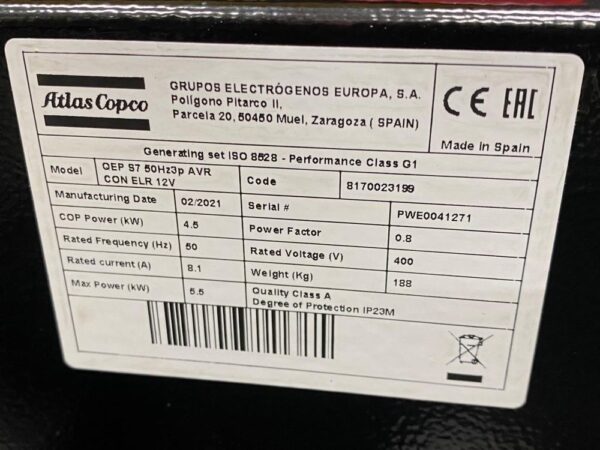 Atlas Copco
GRUPOS ELECTRÓGENOS EUROPA, S.A.
Polígono Pitarco II,
Parcela 20, 50450 Muel, Zaragoza ( SPAIN)
CE EAC
Made in Spain
Generating set ISO 8528 - Performance Class G1
Model QEP S7 50Hz3p AVR
CON ELR 12V
Code 8170023199
Manufacturing Date 02/2021 Serial # PWE0041271
COP Power (kW) 4.5 Power Factor 0.8
Rated Frequency (Hz) 50 Rated Voltage (V) 400
Rated current (A) 8.1 Weight (Kg) 188
Max Power (kW) 5.5 Quality Class A
Degree of Protection IP23M